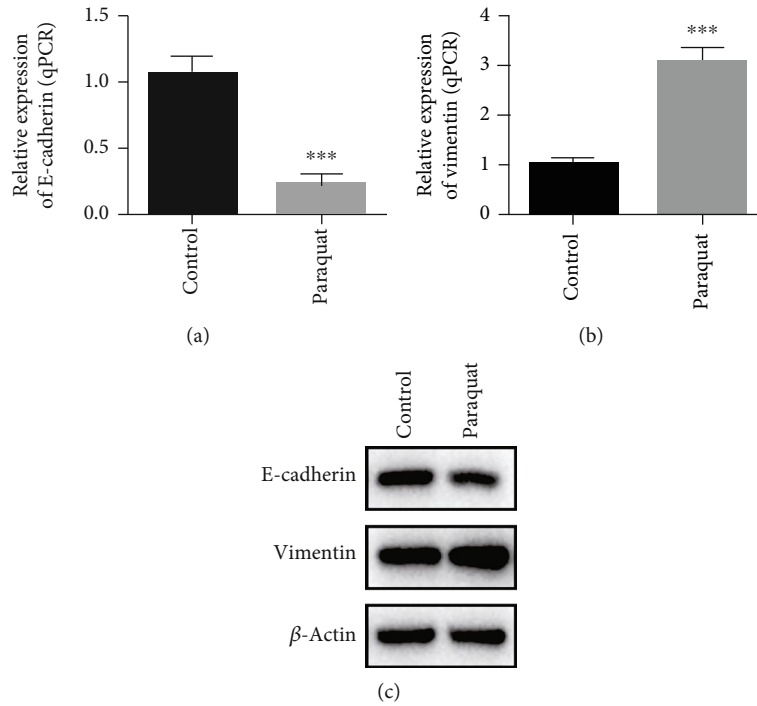 Relative expression
of E-cadherin (qPCR)
1.5
1.0
0.5
0.0
***
Control
Paraquat
(a)
Relative expression
of vimentin (qPCR)
4
3
2
1
0
***
Control
Paraquat
(b)
Control
Paraquat
E-cadherin
Vimentin
β-Actin
(c)